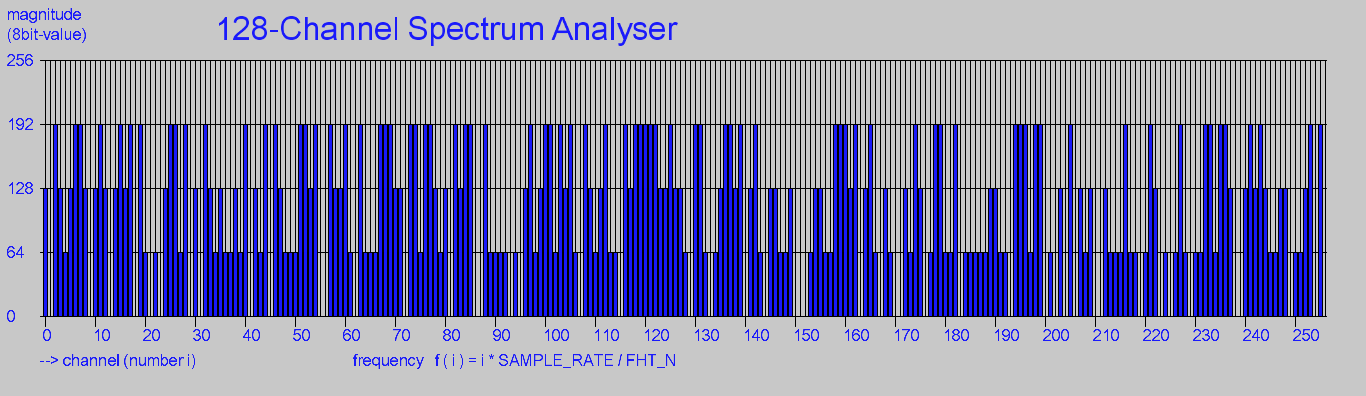 magnitude
(8bit-value)
128-Channel Spectrum Analyser
256
192
128
64
0
0 10 20 30 40 50 60 70 80 90 100 110 120 130 140 150 160 170 180 190 200 210 220 230 240 250
--> channel (number i)
frequency f ( i ) = i * SAMPLE_RATE / FHT_N